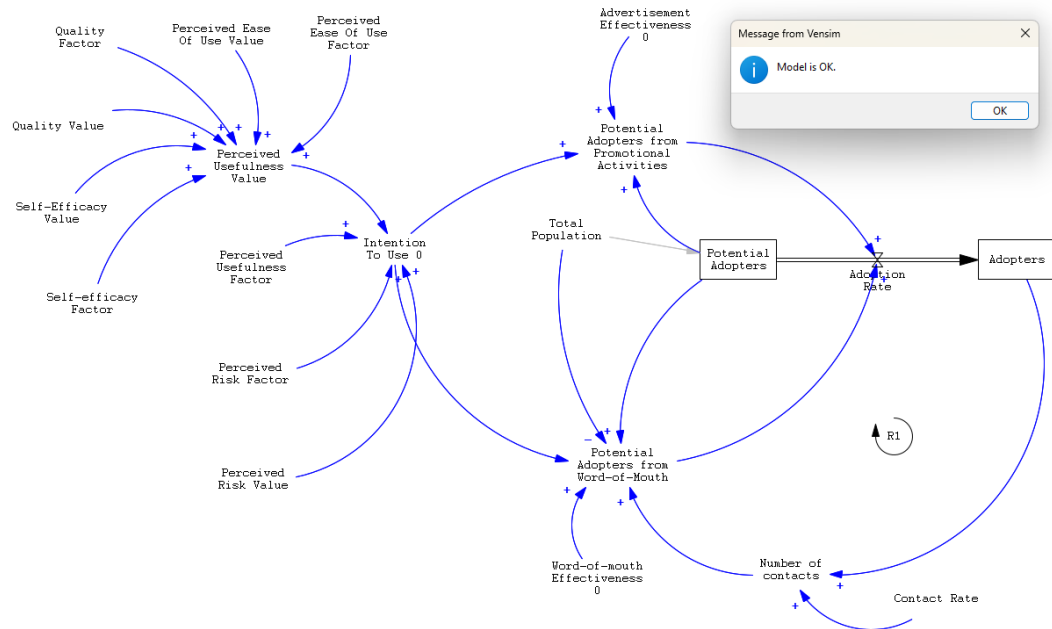 Quality
Factor
Perceived Ease
Of Use Value
Perceived
Ease Of Use
Factor
Advertisement
Effectiveness
0
Message from Vensim
Model is OK.
OK
Quality Value
Perceived
Usefulness
Value
Potential
Adopters from
Promotional
Activities
Self-Efficacy
Value
Total
Population
Intention
To Use 0
Perceived
Usefulness
Factor
Potential
Adopters
Adoption
Rate
Adopters
Self-efficacy
Factor
Perceived
Risk Factor
R1
Potential
Adopters from
Word-of-Mouth
Perceived
Risk Value
Word-of-mouth
Effectiveness
0
Number of
contacts
Contact Rate